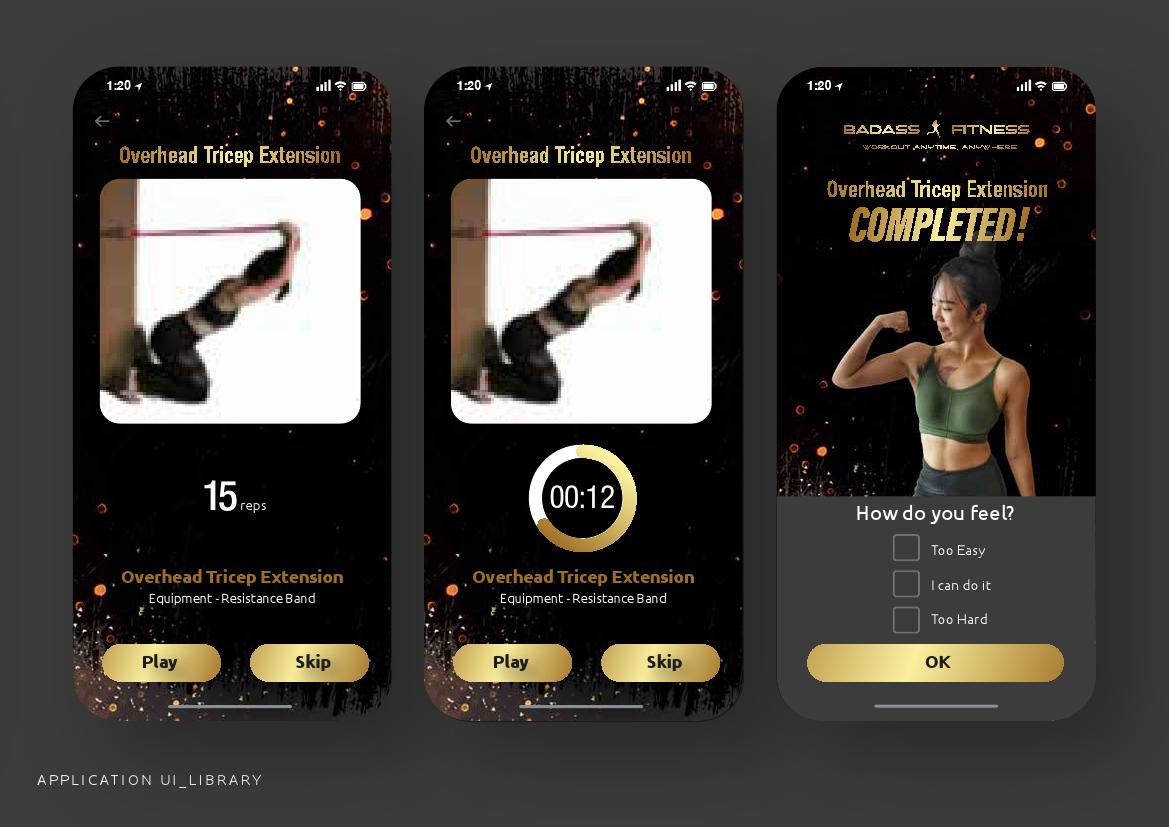 1:20
Overhead Tricep Extension
15 reps
Overhead Tricep Extension
Equipment - Resistance Band
Play
Skip
1:20
Overhead Tricep Extension
00:12
Overhead Tricep Extension
Equipment - Resistance Band
Play
Skip
1:20
BADASS FITNESS
WORKOUT ANYTIME, ANYWHERE
Overhead Tricep Extension
COMPLETED!
How do you feel?
Too Easy
I can do it
Too Hard
OK
APPLICATION UI_LIBRARY